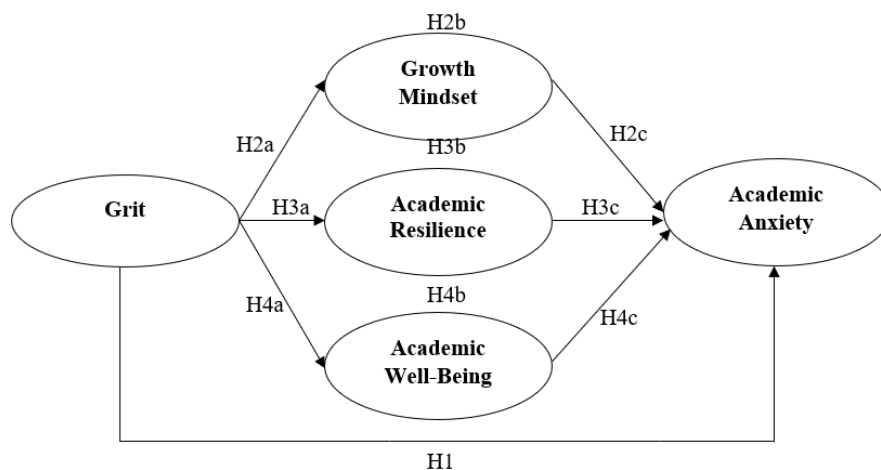 H2b
Growth
Mindset
H2a
H2c
H3b
Grit
H3a
Academic
Resilience
H3c
Academic
Anxiety
H4a
H4b
H4c
Academic
Well-Being
H1